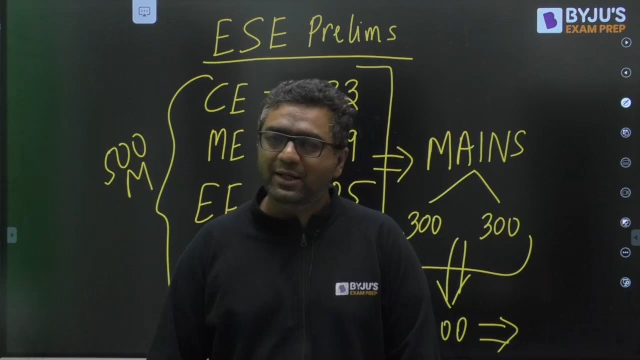 BYJU'S
EXAM PREP
ESE Prelims
CE
ME
EE
500
M
MAINS
300 300
BYJU'S
EXAM PREP